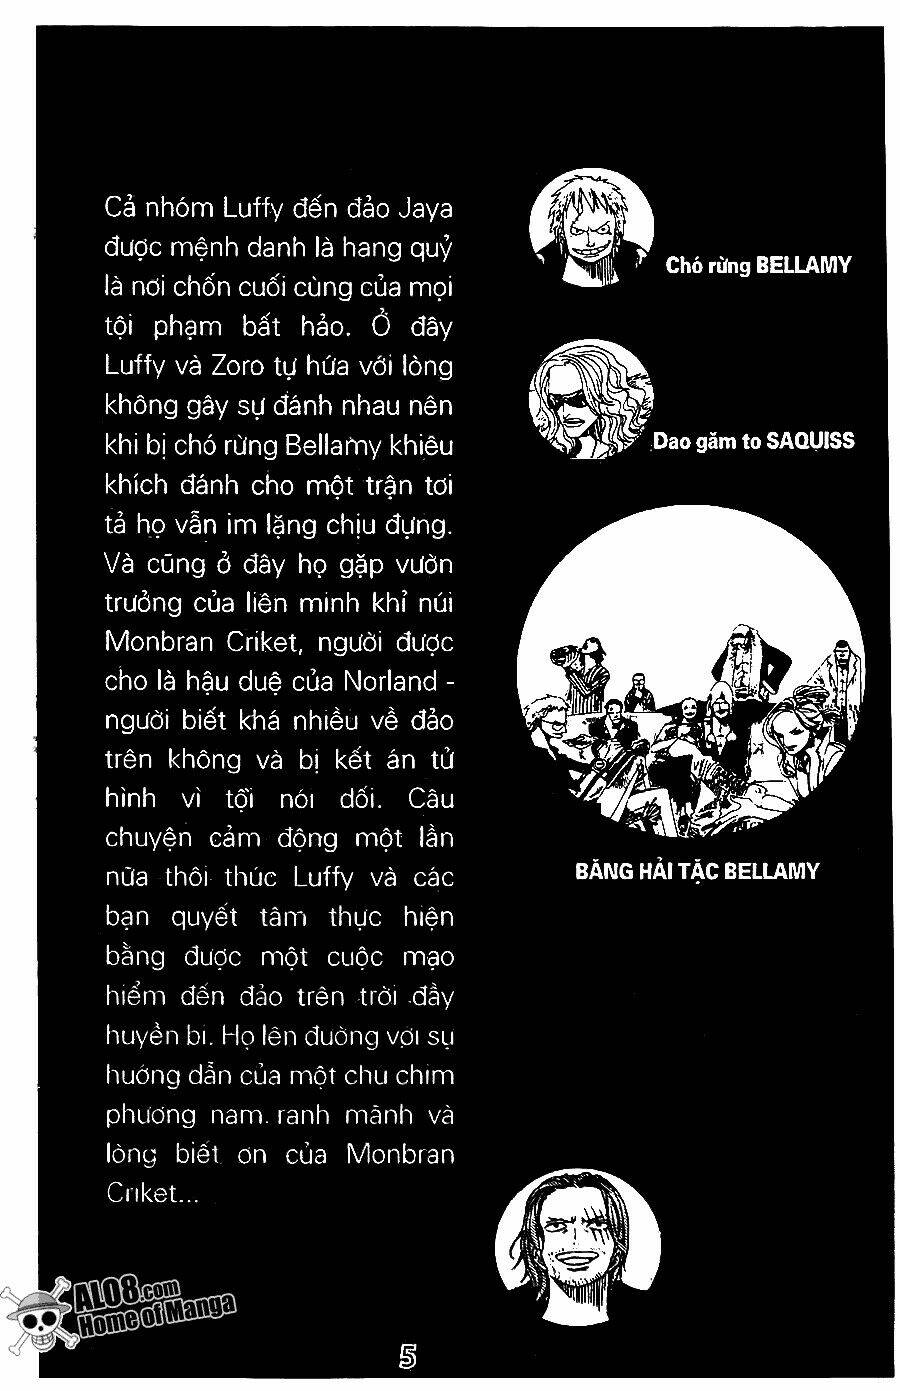 Cả nhóm Luffy đến đảo Jaya
được mệnh danh là hang quỷ
là nơi chốn cuối cùng của mọi
tội phạm bất hảo. Ở đây
Luffy và Zoro tự hứa với lòng
không gây sự đánh nhau nên
khi bị chó rừng Bellamy khiêu
khích đánh cho một trận tơi
tả họ vẫn im lặng chịu đựng.
Và cũng ở đây họ gặp vườn
trưởng của liên minh khỉ núi
Monbran Criket, người được
cho là hậu duệ của Norland -
người biết khá nhiều về đảo
trên không và bị kết án tử
hình vì tội nói dối. Câu
chuyện cảm động một lần
nữa thôi thúc Luffy và các
bạn quyết tâm thực hiện
bằng được một cuộc mạo
hiểm đến đảo trên trời đầy
huyền bí. Họ lên đường với sự
hướng dẫn của một chú chim
phương nam. ranh mãnh và
lòng biết ơn của Monbran
Criket...
Chó rừng BELLAMY
Dao găm to SAQUISS
BĂNG HẢI TẶC BELLAMY
ALO8.com
Home of Manga
5